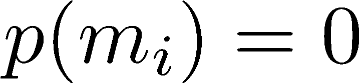 p(m_i) = 0